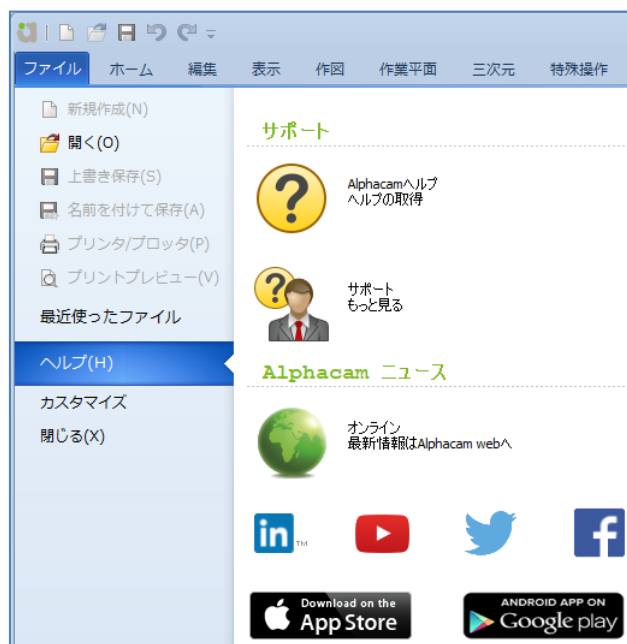 ファイル ホーム 編集 表示 作図 作業平面 三次元 特殊操作
新規作成(N)
開く(O)
上書き保存(S)
名前を付けて保存(A)
プリンタ/プロッタ(P)
プリントプレビュー(V)
最近使ったファイル
ヘルプ(H)
カスタマイズ
閉じる(X)
サポート
Alphacamヘルプ
ヘルプの取得
サポート
もっと見る
Alphacam ニュース
オンライン
最新情報はAlphacam webへ
in TM
f
Download on the
App Store
ANDROID APP ON
Google play